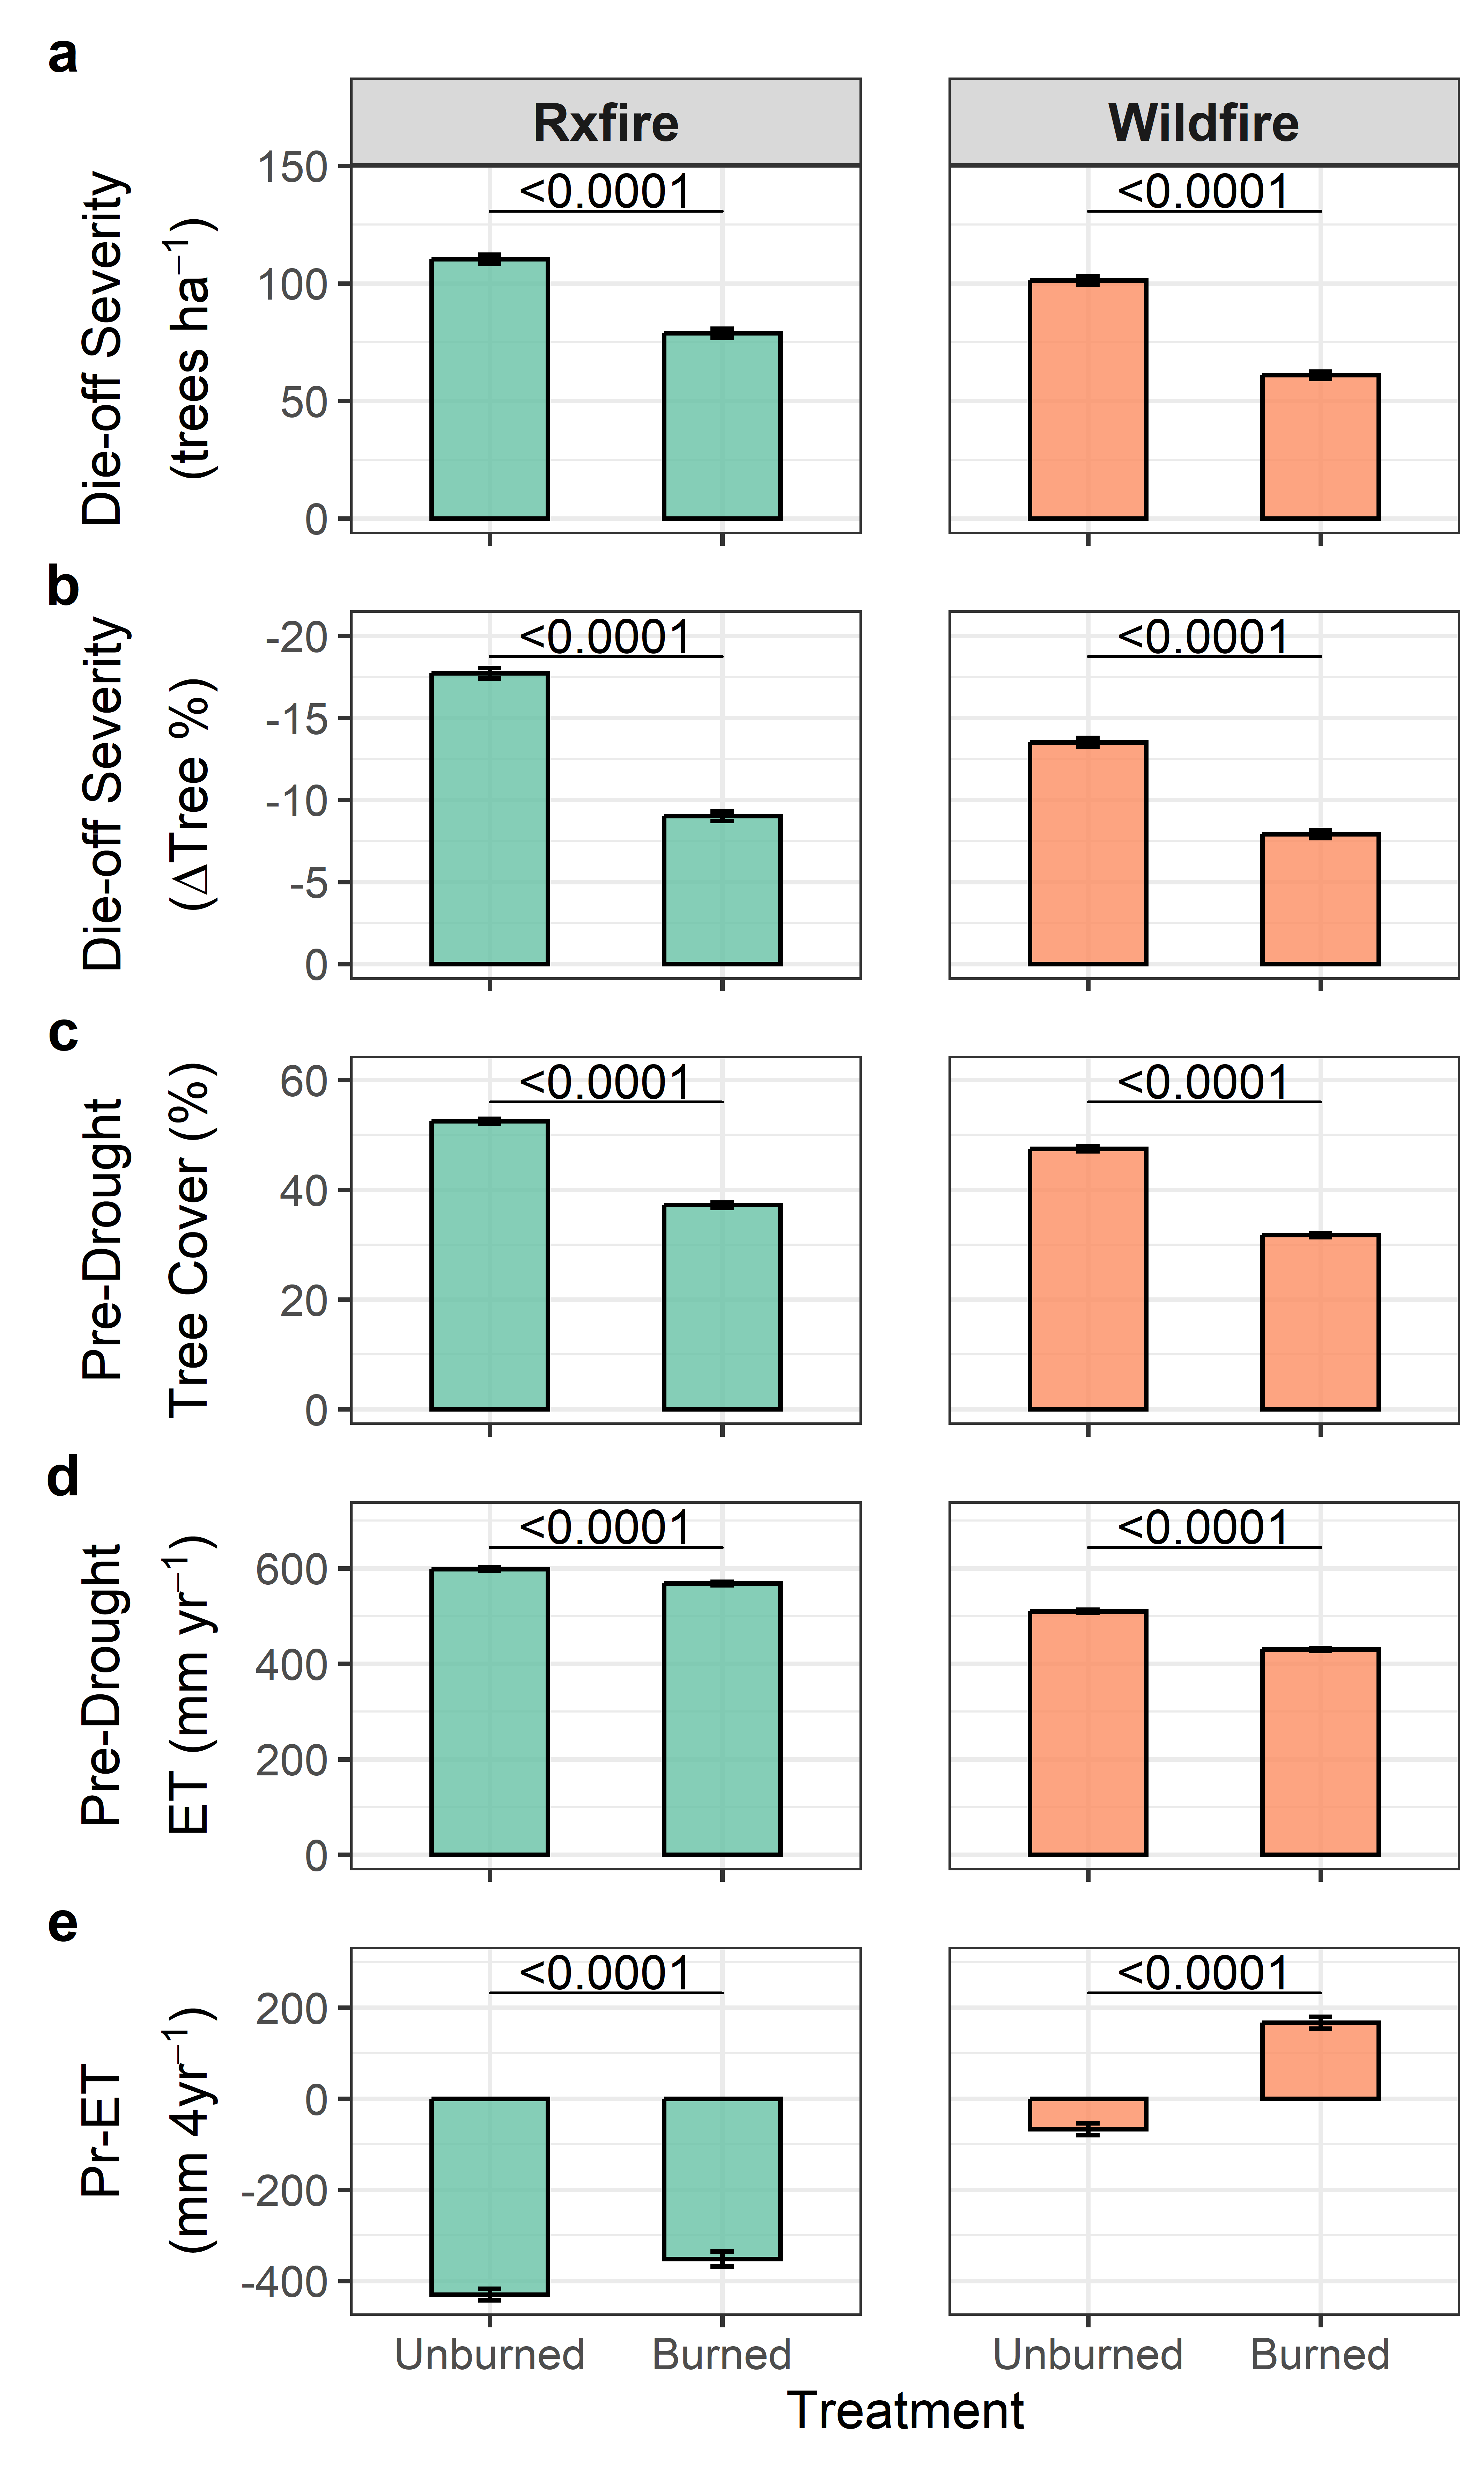 a
Rxfire
Wildfire
Die-off Severity
(trees ha⁻¹)
150
100
50
0
<0.0001
<0.0001
b
Die-off Severity
(ΔTree %)
-20
-15
-10
-5
0
<0.0001
<0.0001
c
Pre-Drought
Tree Cover (%)
60
40
20
0
<0.0001
<0.0001
d
Pre-Drought
ET (mm yr⁻¹)
600
400
200
0
<0.0001
<0.0001
e
Pr-ET
(mm 4yr⁻¹)
200
0
-200
-400
<0.0001
<0.0001
Unburned
Burned
Unburned
Burned
Treatment